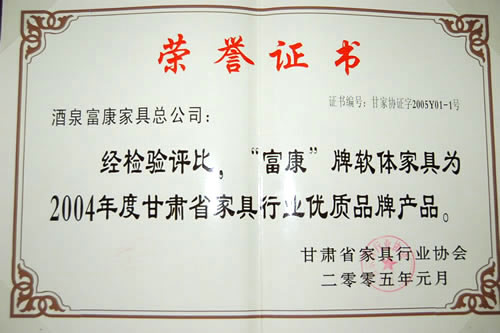 荣誉证书
证书编号：甘家协证字2005Y01-1号
酒泉富康家具总公司：
经检验评比，“富康”牌软体家具为
2004年度甘肃省家具行业优质品牌产品。
甘肃省家具行业协会
二零零五年元月